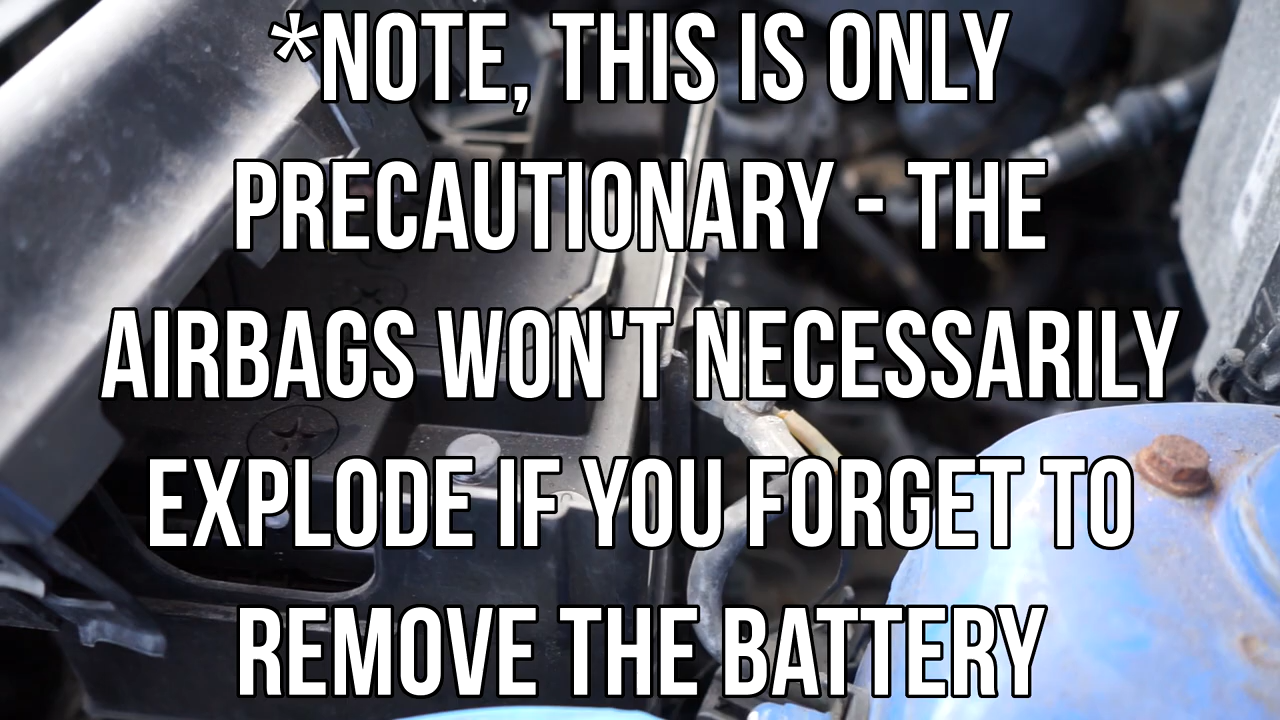 *NOTE, THIS IS ONLY
PRECAUTIONARY - THE
AIRBAGS WON'T NECESSARILY
EXPLODE IF YOU FORGET TO
REMOVE THE BATTERY